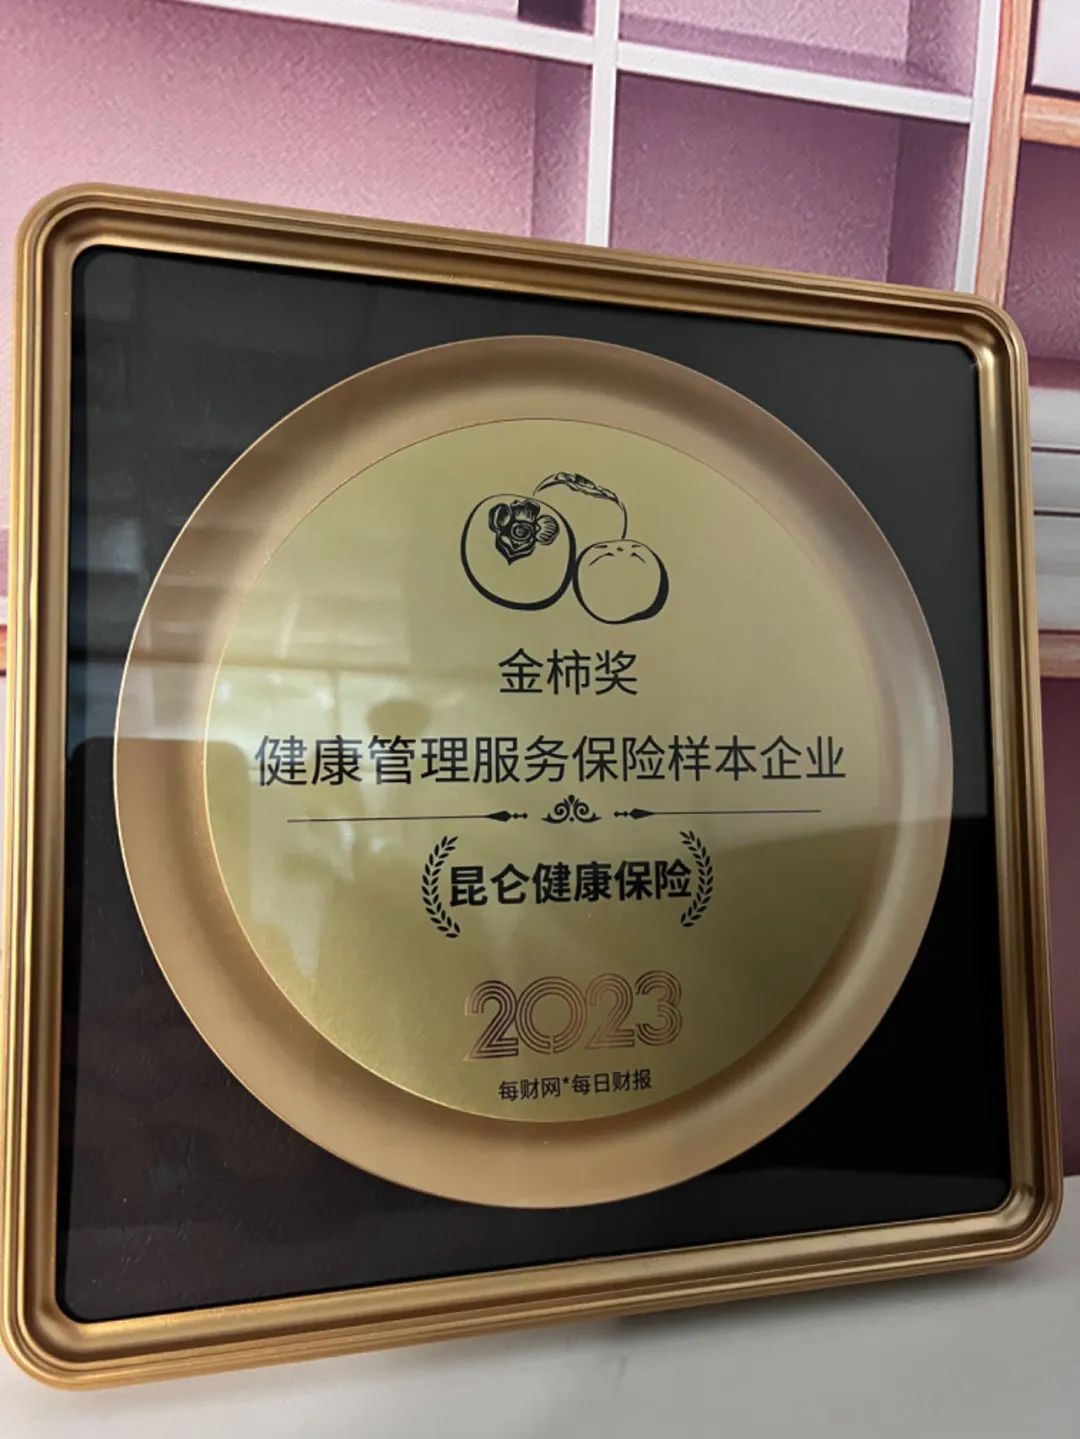 金柿奖
健康管理服务保险样本企业
昆仑健康保险
2023
每财网*每日财报